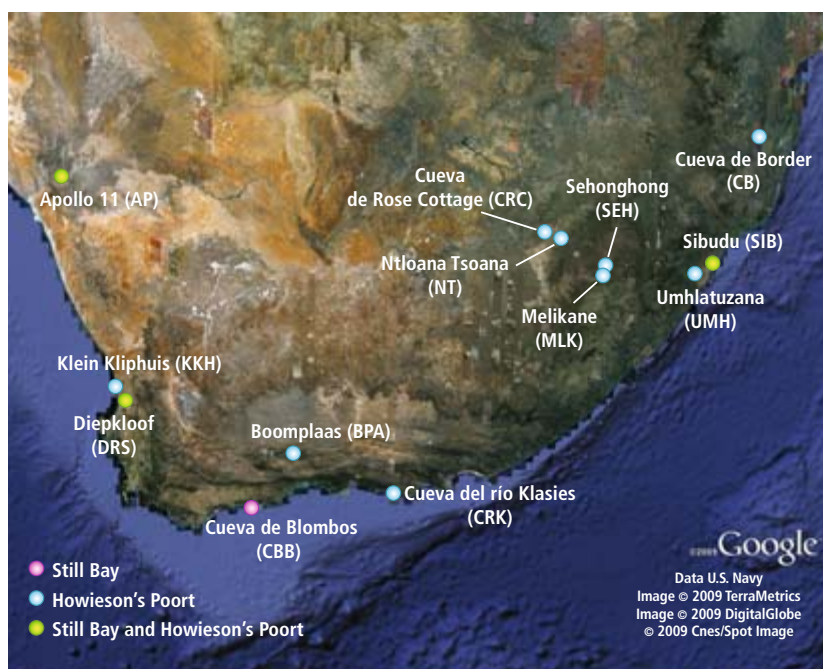 Cueva de Border
(CB)
Apollo 11 (AP)
Cueva
de Rose Cottage (CRC)
Sehonghong
(SEH)
Ntloana Tsoana
(NT)
Sibudu (SIB)
Melikane
(MLK)
Umhlatuzana
(UMH)
Klein Kliphuis (KKH)
Diepkloof
(DRS)
Boomplaas (BPA)
Cueva del río Klasies
(CRK)
Cueva de Blombos
(CBB)
Still Bay
Howieson's Poort
Still Bay and Howieson's Poort
©2009 Google
Data U.S. Navy
Image © 2009 TerraMetrics
Image © 2009 DigitalGlobe
© 2009 Cnes/Spot Image